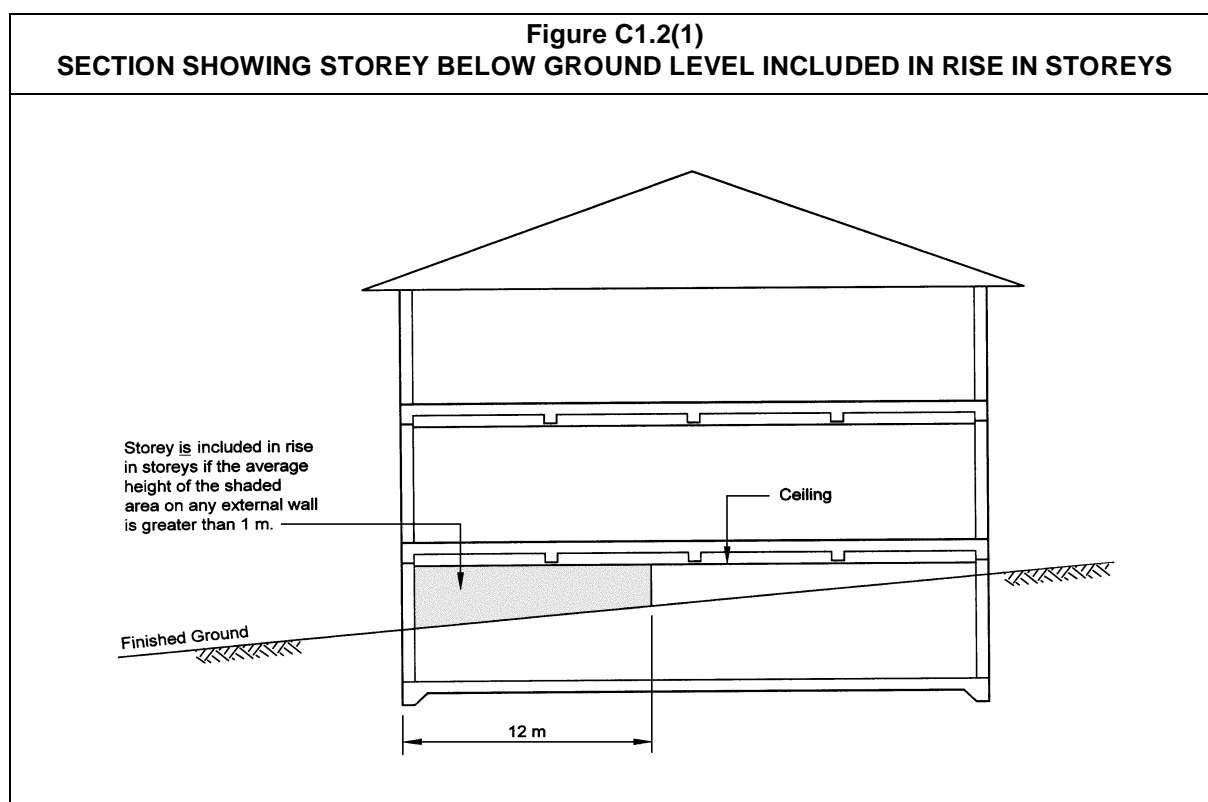 Figure C1.2(1)
SECTION SHOWING STOREY BELOW GROUND LEVEL INCLUDED IN RISE IN STOREYS
Storey is included in rise
in storeys if the average
height of the shaded
area on any external wall
is greater than 1 m.
Ceiling
Finished Ground
12 m